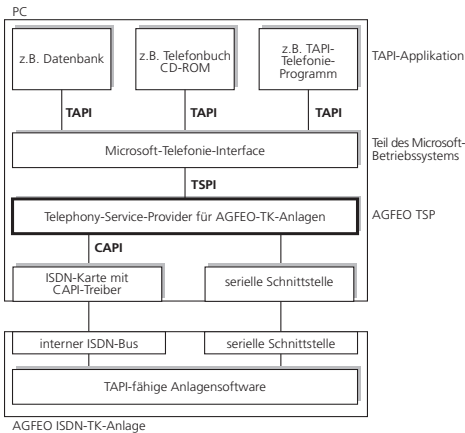 PC
z.B. Datenbank
z.B. Telefonbuch
CD-ROM
z.B. TAPI-
Telefonie-
Programm
TAPI-Applikation
TAPI
TAPI
TAPI
Microsoft-Telefonie-Interface
Teil des Microsoft-
Betriebssystems
TSPI
Telephony-Service-Provider für AGFEO-TK-Anlagen
AGFEO TSP
CAPI
ISDN-Karte mit
CAPI-Treiber
serielle Schnittstelle
interner ISDN-Bus
serielle Schnittstelle
TAPI-fähige Anlagensoftware
AGFEO ISDN-TK-Anlage